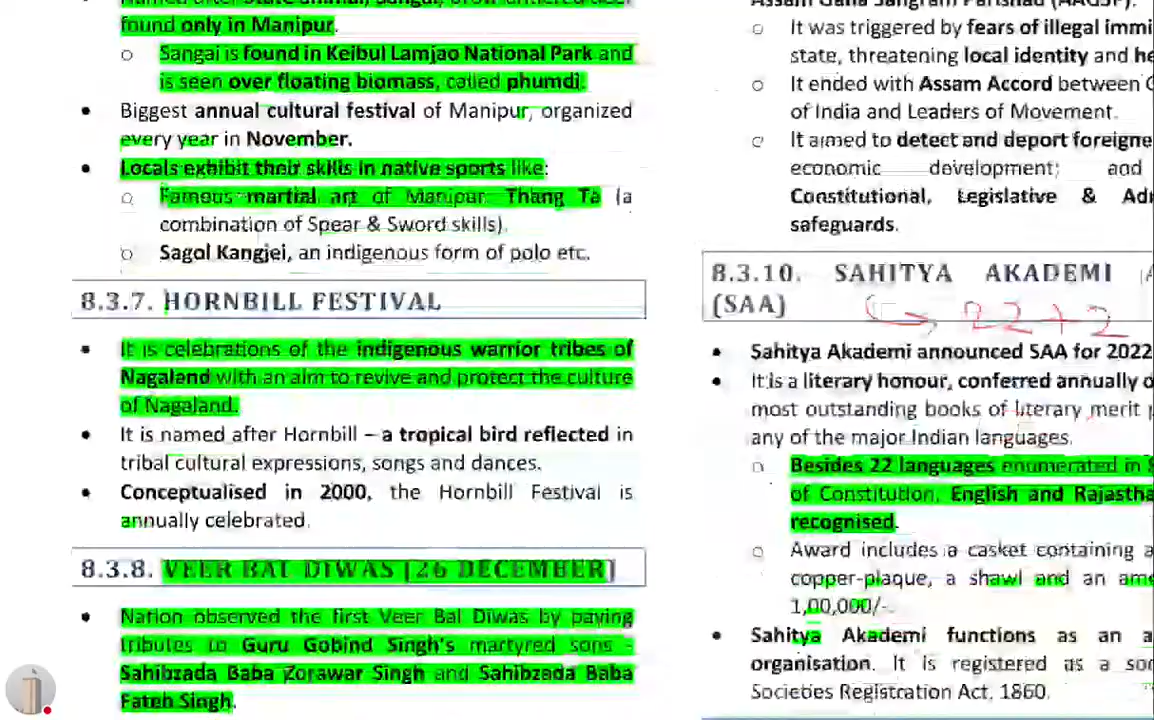 found only in Manipur.
o Sangai is found in Keibul Lamjao National Park and
is seen over floating biomass, called phumdi.
• Biggest annual cultural festival of Manipur, organized
every year in November.
• Locals exhibit their skills in native sports like:
o Famous martial art of Manipur Thang Ta (a
combination of Spear & Sword skills).
o Sagol Kangjei, an indigenous form of polo etc.
8.3.7. HORNBILL FESTIVAL
• It is celebrations of the indigenous warrior tribes of
Nagaland with an aim to revive and protect the culture
of Nagaland.
• It is named after Hornbill – a tropical bird reflected in
tribal cultural expressions, songs and dances.
• Conceptualised in 2000, the Hornbill Festival is
annually celebrated.
8.3.8. VEER BAL DIWAS (26 DECEMBER)
• Nation observed the first Veer Bal Diwas by paying
tributes to Guru Gobind Singh's martyred sons -
Sahibzada Baba Zorawar Singh and Sahibzada Baba
Fateh Singh.
o It was triggered by fears of illegal immi
state, threatening local identity and he
o It ended with Assam Accord between G
of India and Leaders of Movement.
o It aimed to detect and deport foreigne
economic development; and
Constitutional, Legislative & Adm
safeguards.
8.3.10. SAHITYA AKADEMI A
(SAA)
22+2
• Sahitya Akademi announced SAA for 2022
• It is a literary honour, conferred annually o
most outstanding books of literary merit p
any of the major Indian languages.
o Besides 22 languages enumerated in S
of Constitution, English and Rajastha
recognised.
o Award includes a casket containing a
copper-plaque, a shawl and an amo
1,00,000/-
• Sahitya Akademi functions as an a
organisation. It is registered as a so
Societies Registration Act, 1860.